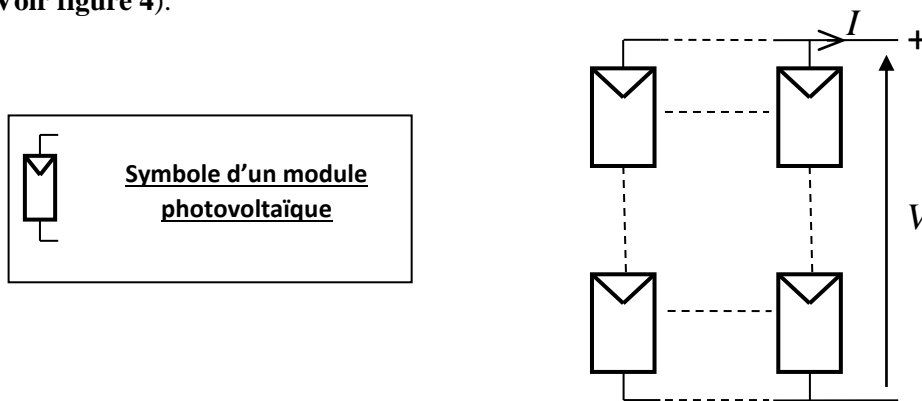 Voir figure 4).
Symbole d'un module
photovoltaïque
I
+
V